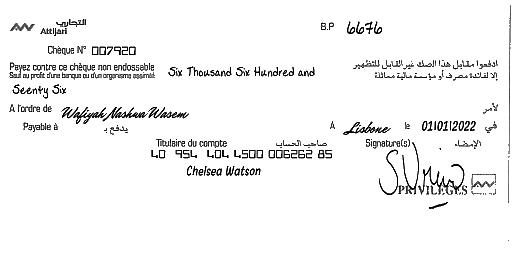 التجاري
Attijari
B.P 6676
Chèque N° 007920
Payez contre ce chèque non endossable
Sauf au profit d'une banque ou d'un organisme assimilé
Six Thousand Six Hundred and
ادفعوا مقابل هذا الصك غير القابل للتظهير
إلا لفائدة مصرف أو مؤسسة مالية مماثلة
Seenty Six
A l'ordre de Wafiyah Nashwa Wasem لأمر
Payable à يدفع بـ A Lisbone le 01/01/2022 في
Titulaire du compte صاحب الحساب Signature(s) الإمضاء
40 954 404 4500 006262 85
Chelsea Watson
PRIVILEGES